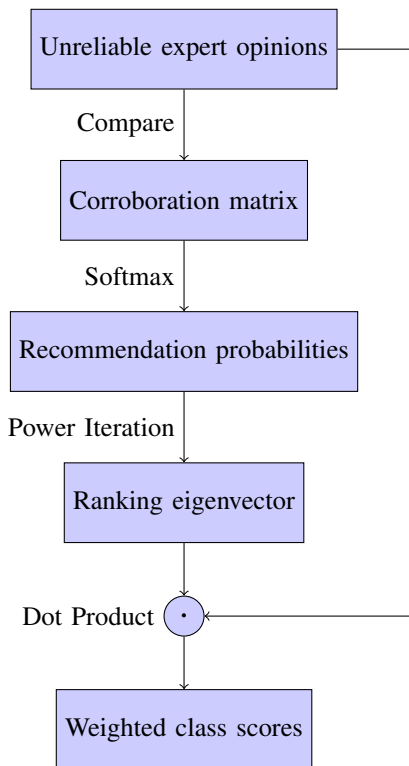 Unreliable expert opinions
Compare
Corroboration matrix
Softmax
Recommendation probabilities
Power Iteration
Ranking eigenvector
Dot Product ·
Weighted class scores